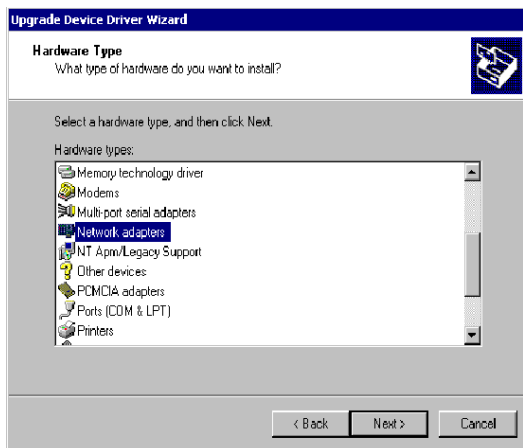 Upgrade Device Driver Wizard
Hardware Type
What type of hardware do you want to install?
Select a hardware type, and then click Next.
Hardware types:
Memory technology driver
Modems
Multi-port serial adapters
Network adapters
NT Apm/Legacy Support
Other devices
PCMCIA adapters
Ports (COM & LPT)
Printers
< Back Next > Cancel